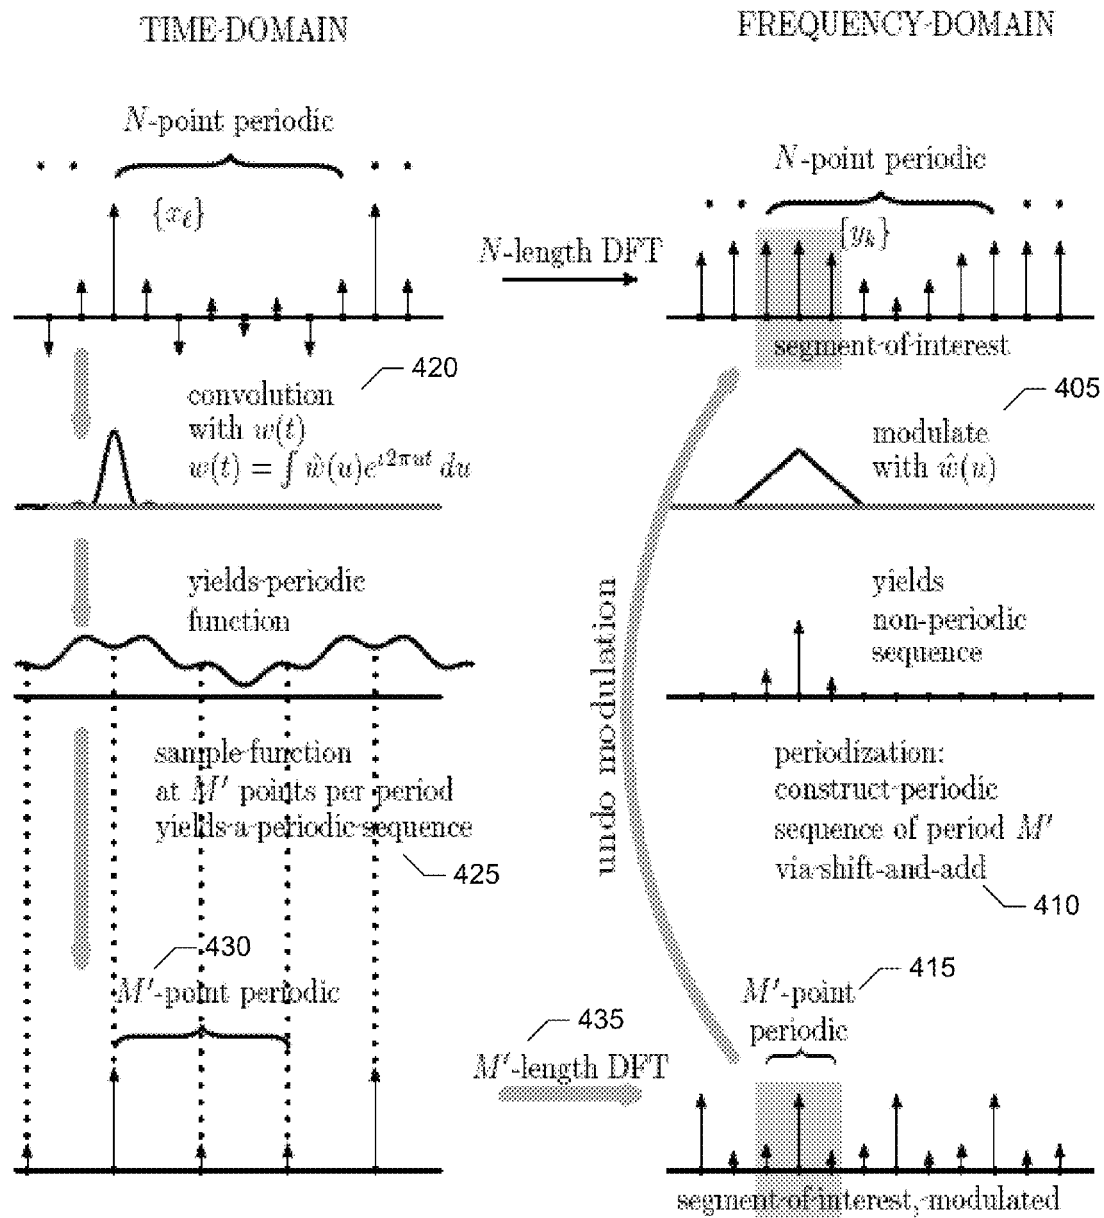 TIME-DOMAIN
FREQUENCY-DOMAIN
N-point periodic
{x_ℓ}
N-length DFT
N-point periodic
{y_k}
segment-of-interest
420
convolution
with w(t)
w(t) = ∫ ŵ(u)e^{ι2πut} du
405
modulate
with ŵ(u)
yields-periodic
function
yields
non-periodic
sequence
undo modulation
sample-function
at M′ points per period
yields-a-periodic-sequence
425
periodization:
construct-periodic
sequence of period M′
via-shift-and-add
410
430
M′-point periodic
435
M′-length DFT
415
M′-point
periodic
segment-of-interest,-modulated